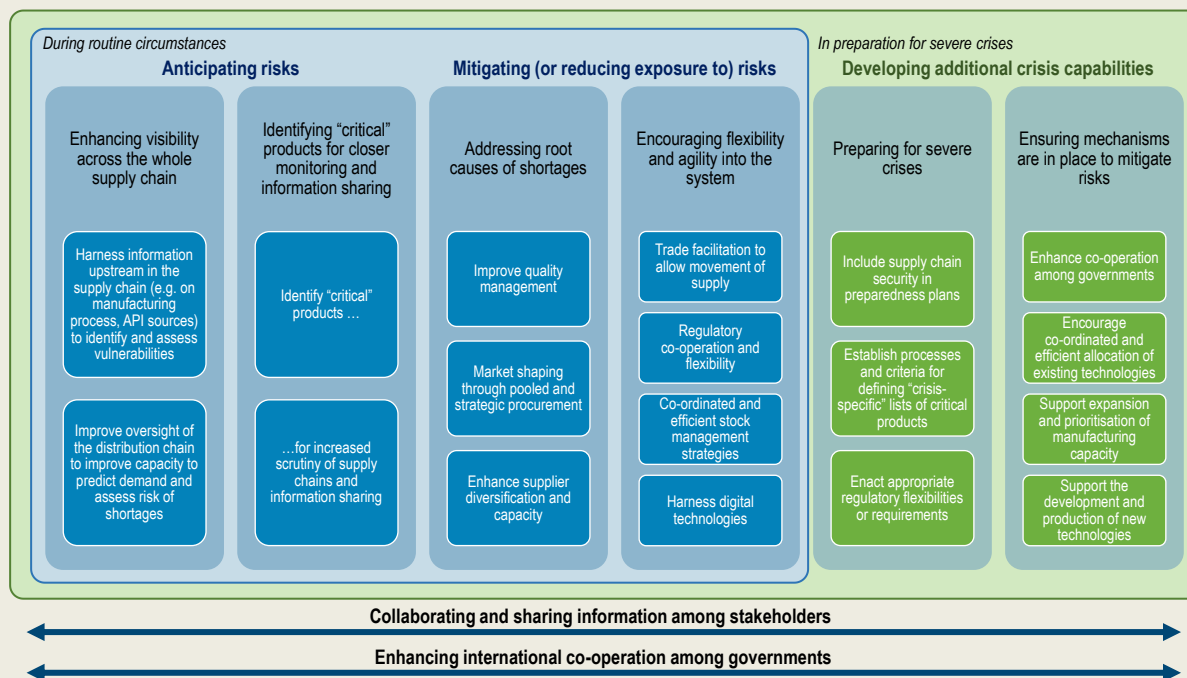 During routine circumstances
In preparation for severe crises
Anticipating risks
Mitigating (or reducing exposure to) risks
Developing additional crisis capabilities
Enhancing visibility
across the whole
supply chain
Harness information
upstream in the
supply chain (e.g. on
manufacturing
process, API sources)
to identify and assess
vulnerabilities
Improve oversight of
the distribution chain
to improve capacity to
predict demand and
assess risk of
shortages
Identifying “critical”
products for closer
monitoring and
information sharing
Identify “critical”
products …
…for increased
scrutiny of supply
chains and
information sharing
Addressing root
causes of shortages
Improve quality
management
Market shaping
through pooled and
strategic procurement
Enhance supplier
diversification and
capacity
Encouraging flexibility
and agility into the
system
Trade facilitation to
allow movement of
supply
Regulatory
co-operation and
flexibility
Co-ordinated and
efficient stock
management
strategies
Harness digital
technologies
Preparing for severe
crises
Include supply chain
security in
preparedness plans
Establish processes
and criteria for
defining “crisis-
specific” lists of critical
products
Enact appropriate
regulatory flexibilities
or requirements
Ensuring mechanisms
are in place to mitigate
risks
Enhance co-operation
among governments
Encourage
co-ordinated and
efficient allocation of
existing technologies
Support expansion
and prioritisation of
manufacturing
capacity
Support the
development and
production of new
technologies
Collaborating and sharing information among stakeholders
Enhancing international co-operation among governments